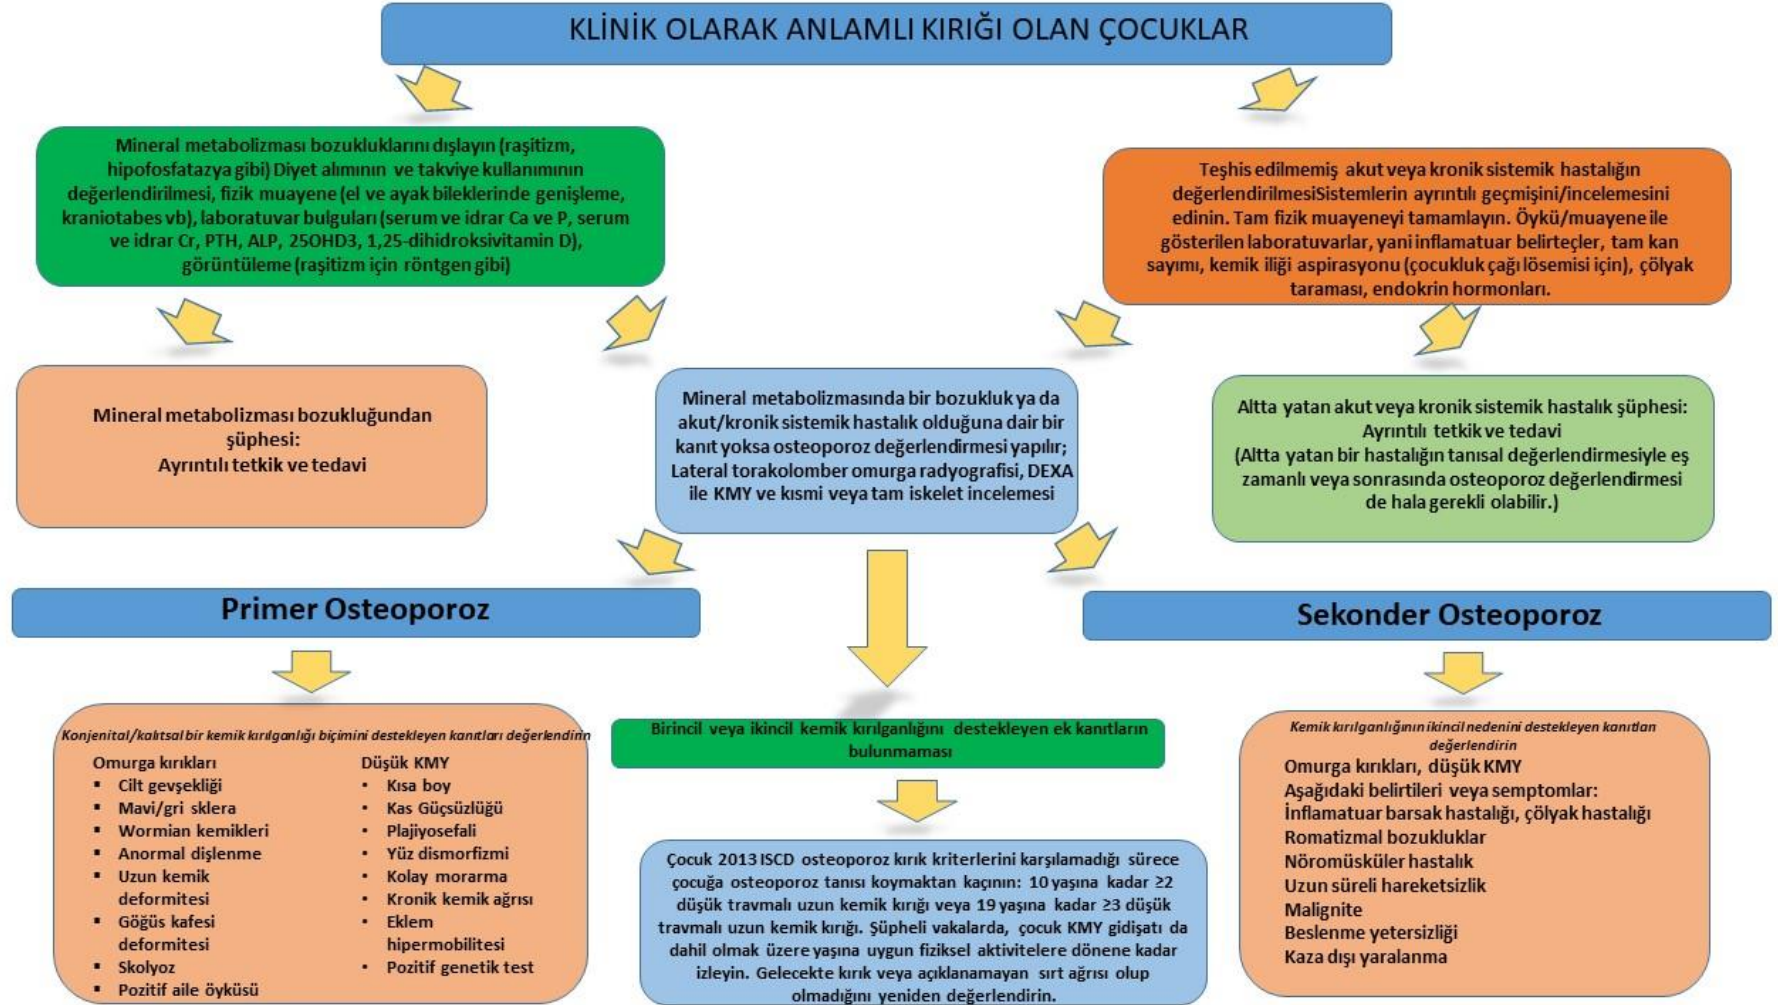 KLİNİK OLARAK ANLAMLI KIRIĞI OLAN ÇOCUKLAR
Mineral metabolizması bozukluklarını dışlayın (raşitizm,
hipofosfatazya gibi) Diyet alımının ve takviye kullanımının
değerlendirilmesi, fizik muayene (el ve ayak bileklerinde genişleme,
kraniotabes vb), laboratuvar bulguları (serum ve idrar Ca ve P, serum
ve idrar Cr, PTH, ALP, 25OHD3, 1,25-dihidroksivitamin D),
görüntüleme (raşitizm için röntgen gibi)
Teşhis edilmemiş akut veya kronik sistemik hastalığın
değerlendirilmesiSistemlerin ayrıntılı geçmişini/incelemesini
edinin. Tam fizik muayeneyi tamamlayın. Öykü/muayene ile
gösterilen laboratuvarlar, yani inflamatuar belirteçler, tam kan
sayımı, kemik iliği aspirasyonu (çocukluk çağı lösemisi için), çölyak
taraması, endokrin hormonları.
Mineral metabolizması bozukluğundan
şüphesi:
Ayrıntılı tetkik ve tedavi
Mineral metabolizmasında bir bozukluk ya da
akut/kronik sistemik hastalık olduğuna dair bir
kanıt yoksa osteoporoz değerlendirmesi yapılır;
Lateral torakolomber omurga radyografisi, DEXA
ile KMY ve kısmi veya tam iskelet incelemesi
Altta yatan akut veya kronik sistemik hastalık şüphesi:
Ayrıntılı tetkik ve tedavi
(Altta yatan bir hastalığın tanısal değerlendirmesiyle eş
zamanlı veya sonrasında osteoporoz değerlendirmesi
de hala gerekli olabilir.)
Primer Osteoporoz
Sekonder Osteoporoz
Konjenital/kalıtsal bir kemik kırılganlığı biçimini destekleyen kanıtları değerlendirin
Omurga kırıkları
▪ Cilt gevşekliği
▪ Mavi/gri sklera
▪ Wormian kemikleri
▪ Anormal dişlenme
▪ Uzun kemik
deformitesi
▪ Göğüs kafesi
deformitesi
▪ Skolyoz
▪ Pozitif aile öyküsü
Düşük KMY
• Kısa boy
• Kas Güçsüzlüğü
• Plajiyosefali
• Yüz dismorfizmi
• Kolay morarma
• Kronik kemik ağrısı
• Eklem
hipermobilitesi
• Pozitif genetik test
Birincil veya ikincil kemik kırılganlığını destekleyen ek kanıtların
bulunmaması
Çocuk 2013 ISCD osteoporoz kırık kriterlerini karşılamadığı sürece
çocuğa osteoporoz tanısı koymaktan kaçının: 10 yaşına kadar ≥2
düşük travmalı uzun kemik kırığı veya 19 yaşına kadar ≥3 düşük
travmalı uzun kemik kırığı. Şüpheli vakalarda, çocuk KMY gidişatı da
dahil olmak üzere yaşına uygun fiziksel aktivitelere dönene kadar
izleyin. Gelecekte kırık veya açıklanamayan sırt ağrısı olup
olmadığını yeniden değerlendirin.
Kemik kırılganlığının ikincil nedenini destekleyen kanıtları
değerlendirin
Omurga kırıkları, düşük KMY
Aşağıdaki belirtileri veya semptomlar:
İnflamatuar barsak hastalığı, çölyak hastalığı
Romatizmal bozukluklar
Nöromüsküler hastalık
Uzun süreli hareketsizlik
Malignite
Beslenme yetersizliği
Kaza dışı yaralanma